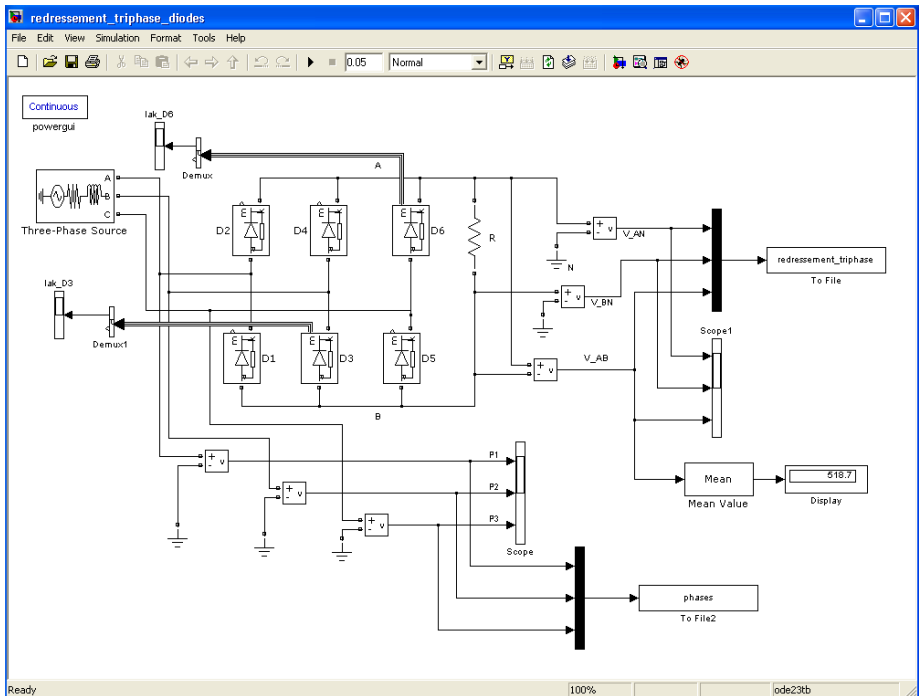 redressement_triphase_diodes
File Edit View Simulation Format Tools Help
0.05 Normal
Continuous
powergui
Iak_D6
Demux
A
A
B
C
Three-Phase Source
D2
D4
D6
R
+
-
v
V_AN
N
redressement_triphase
To File
Iak_D3
Demux1
+
-
v
V_BN
D1
D3
D5
Scope1
V_AB
+
-
v
B
P1
+
-
v
Mean
Mean Value
518.7
Display
P2
+
-
v
P3
+
-
v
Scope
phases
To File2
Ready
100%
ode23tb